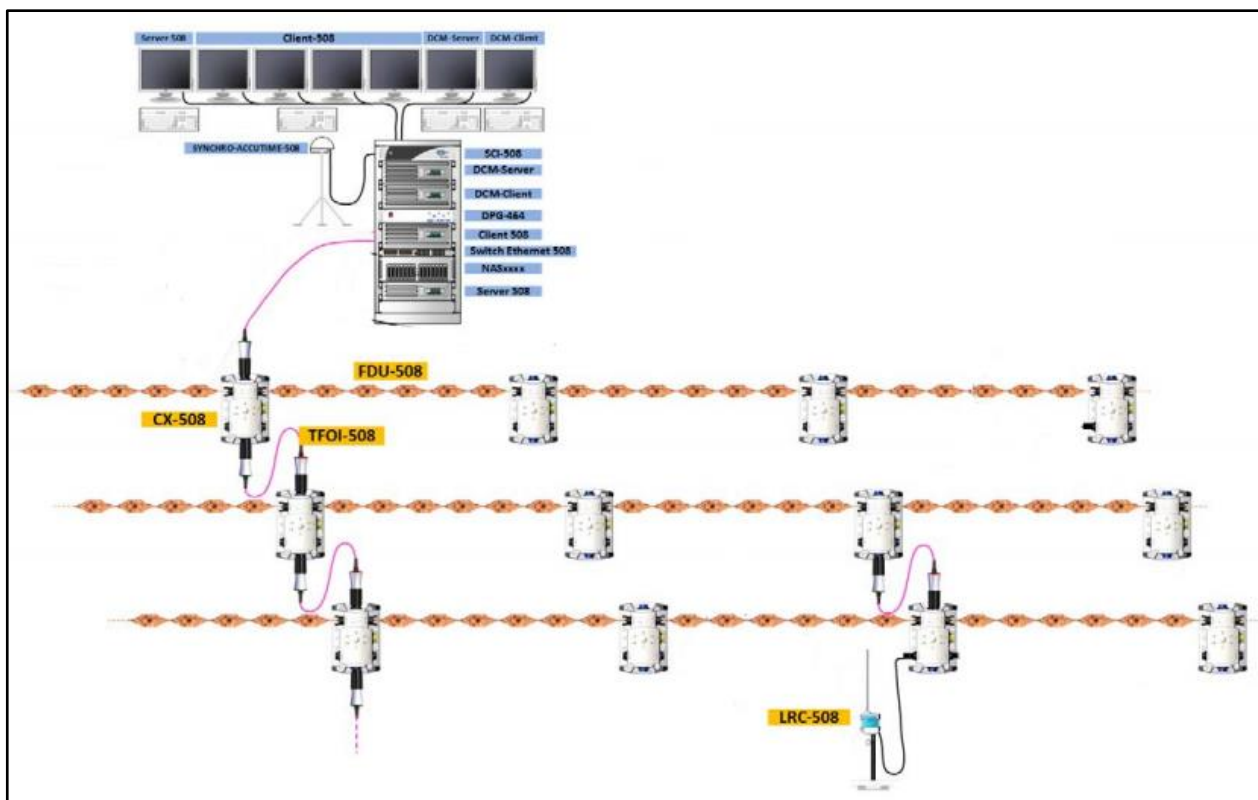 Server 508
Client-508
DCM-Server
DCM-Client
SYNCHRO-ACCUTIME-508
SCI-508
DCM-Server
DCM-Client
DPG-464
Client 508
Switch Ethernet 508
NASxxxx
Server 508
FDU-508
CX-508
TFOI-508
LRC-508